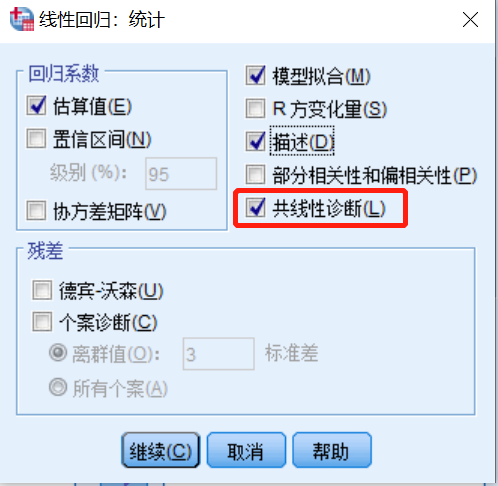 线性回归：统计
回归系数
估算值(E)
置信区间(N)
级别 (%)：95
协方差矩阵(V)
模型拟合(M)
R 方变化量(S)
描述(D)
部分相关性和偏相关性(P)
共线性诊断(L)
残差
德宾-沃森(U)
个案诊断(C)
离群值(O)：3 标准差
所有个案(A)
继续(C) 取消 帮助